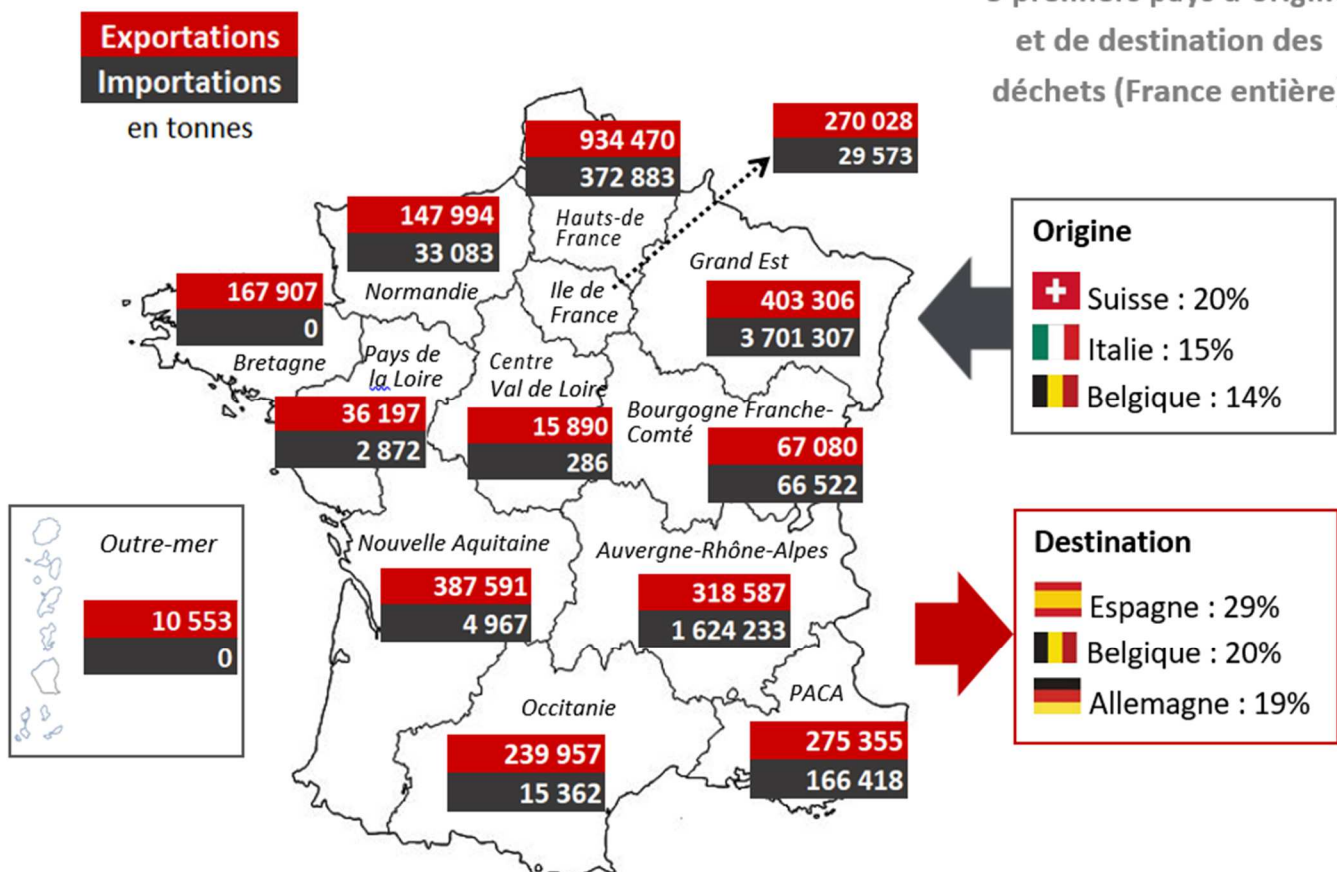 et de destination des
déchets (France entière
Exportations
Importations
en tonnes
270 028
29 573
934 470
372 883
Hauts-de
France
147 994
33 083
Normandie
Ile de
France
Grand Est
403 306
3 701 307
167 907
0
Bretagne
Pays de
la Loire
36 197
2 872
Centre
Val de Loire
15 890
286
Bourgogne Franche-
Comté
67 080
66 522
Origine
Suisse : 20%
Italie : 15%
Belgique : 14%
Outre-mer
10 553
0
Nouvelle Aquitaine
387 591
4 967
Auvergne-Rhône-Alpes
318 587
1 624 233
Destination
Espagne : 29%
Belgique : 20%
Allemagne : 19%
Occitanie
239 957
15 362
PACA
275 355
166 418